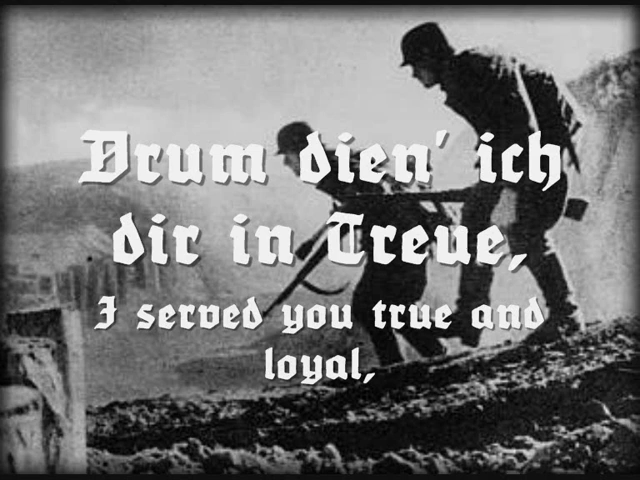 Drum dien' ich
dir in Treue,
I served you true and
loyal,